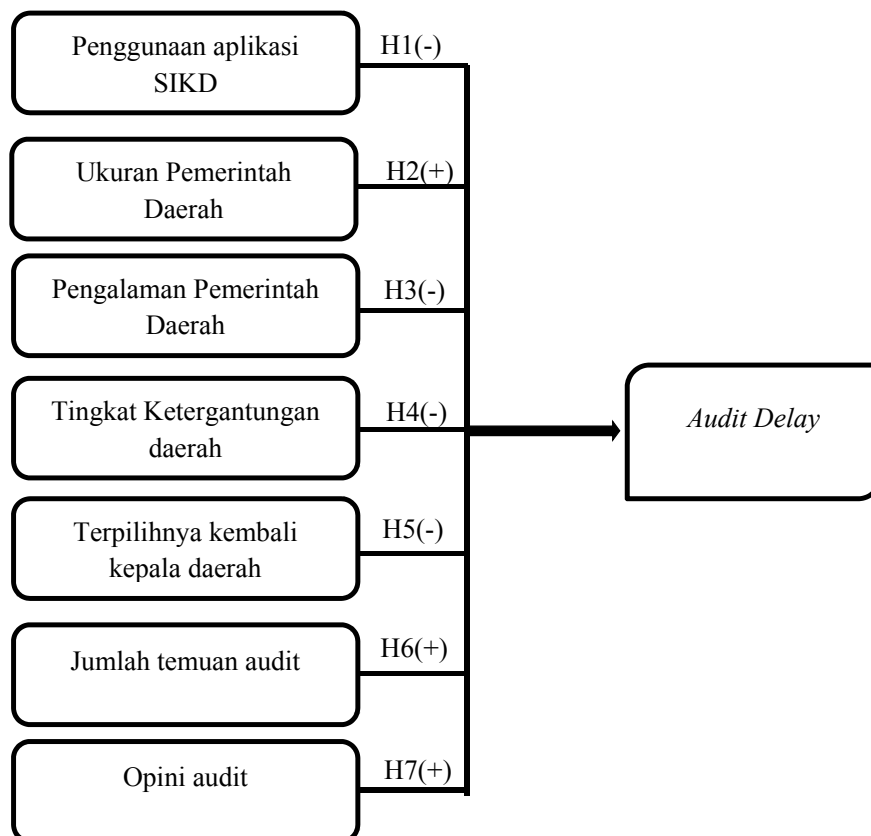 Penggunaan aplikasi
SIKD
H1(-)
Ukuran Pemerintah
Daerah
H2(+)
Pengalaman Pemerintah
Daerah
H3(-)
Tingkat Ketergantungan
daerah
H4(-)
Terpilihnya kembali
kepala daerah
H5(-)
Jumlah temuan audit
H6(+)
Opini audit
H7(+)
Audit Delay